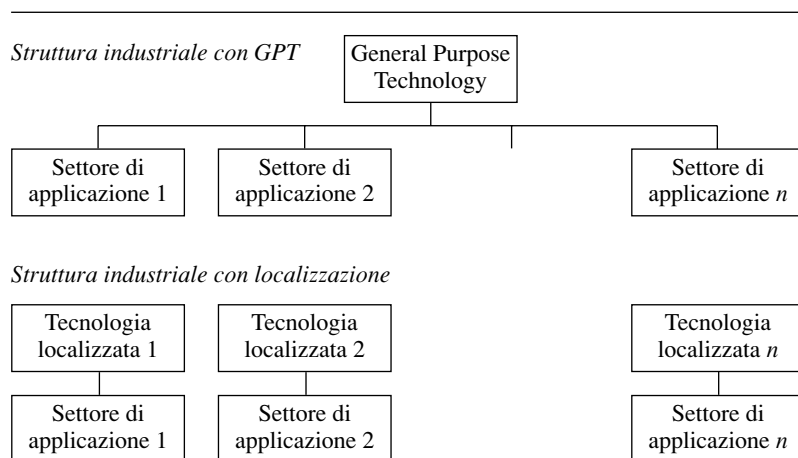 Struttura industriale con GPT
General Purpose
Technology
Settore di
applicazione 1
Settore di
applicazione 2
Settore di
applicazione n
Struttura industriale con localizzazione
Tecnologia
localizzata 1
Tecnologia
localizzata 2
Tecnologia
localizzata n
Settore di
applicazione 1
Settore di
applicazione 2
Settore di
applicazione n